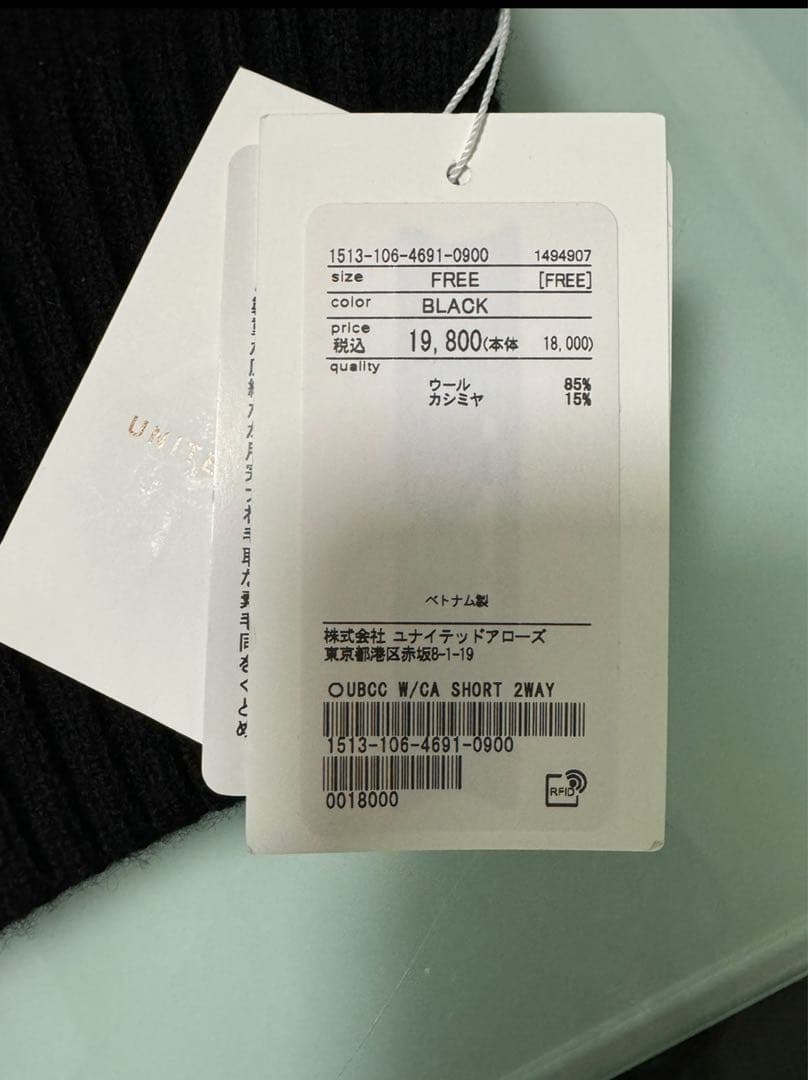 1513-106-4691-0900 1494907
size FREE [FREE]
color BLACK
price
税込 19,800(本体 18,000)
quality
ウール 85%
カシミヤ 15%
ベトナム製
株式会社 ユナイテッドアローズ
東京都港区赤坂8-1-19
〇UBCC W/CA SHORT 2WAY
1513-106-4691-0900
0018000
RFID
UNITE